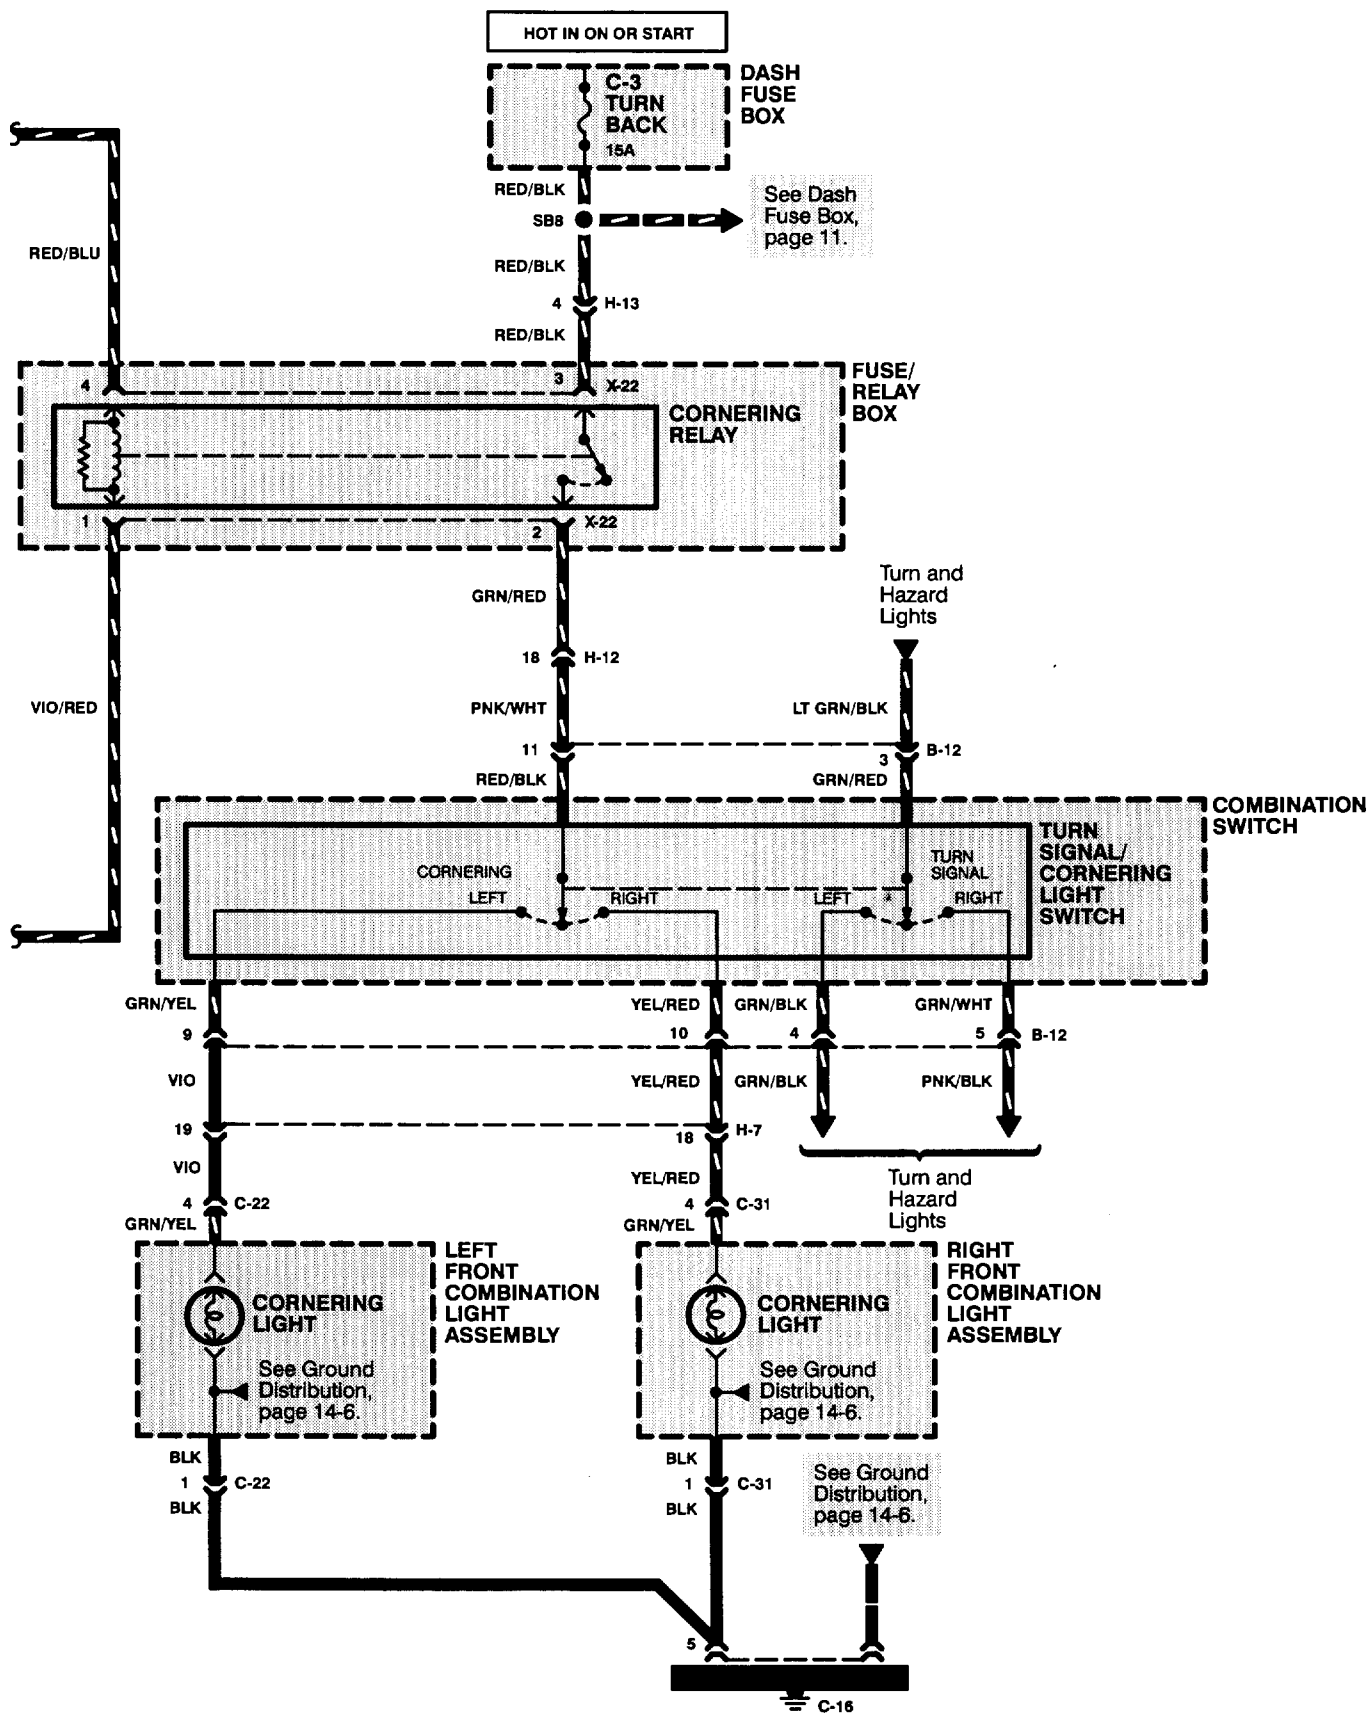 HOT IN ON OR START
C-3
TURN
BACK
15A
DASH
FUSE
BOX
RED/BLK
SB8
See Dash
Fuse Box,
page 11.
RED/BLU
RED/BLK
4 H-13
RED/BLK
4
3
X-22
FUSE/
RELAY
BOX
CORNERING
RELAY
1
2
X-22
GRN/RED
Turn and
Hazard
Lights
18 H-12
VIO/RED
PNK/WHT
LT GRN/BLK
11
3
B-12
RED/BLK
GRN/RED
COMBINATION
SWITCH
TURN
SIGNAL/
CORNERING
LIGHT
SWITCH
CORNERING
LEFT
RIGHT
TURN
SIGNAL
LEFT
RIGHT
GRN/YEL
YEL/RED
GRN/BLK
GRN/WHT
9
10
4
5
B-12
VIO
YEL/RED
GRN/BLK
PNK/BLK
19
18
H-7
VIO
YEL/RED
Turn and
Hazard
Lights
4 C-22
4 C-31
GRN/YEL
GRN/YEL
LEFT
FRONT
COMBINATION
LIGHT
ASSEMBLY
RIGHT
FRONT
COMBINATION
LIGHT
ASSEMBLY
CORNERING
LIGHT
CORNERING
LIGHT
See Ground
Distribution,
page 14-6.
See Ground
Distribution,
page 14-6.
BLK
BLK
1 C-22
1 C-31
BLK
BLK
See Ground
Distribution,
page 14-6.
5
C-16